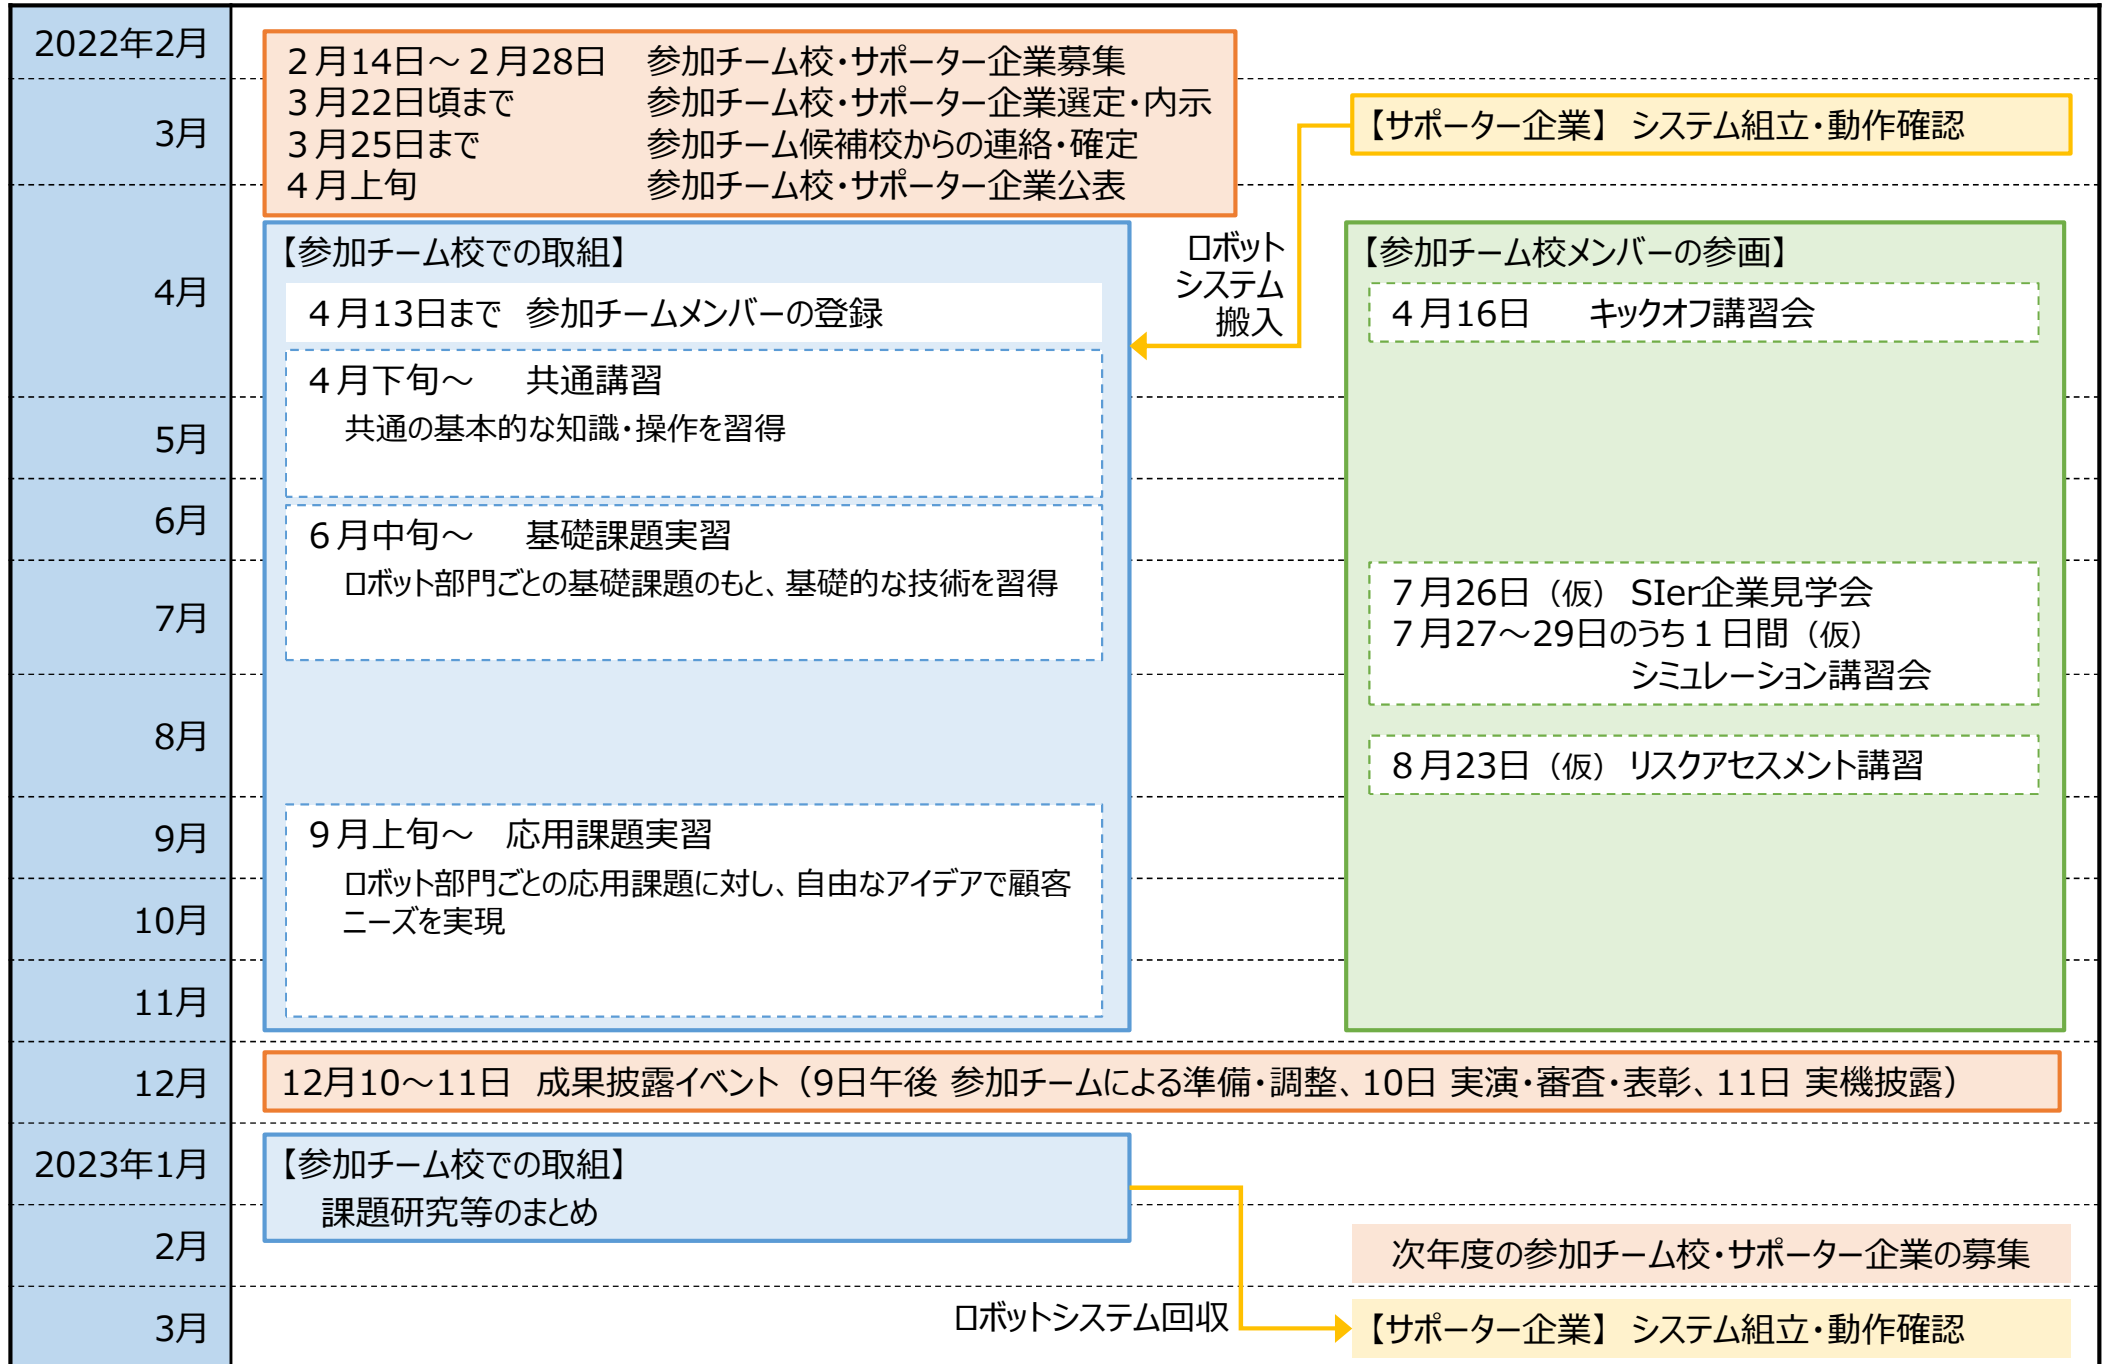 2022年2月
3月
4月
5月
6月
7月
8月
9月
10月
11月
12月
2023年1月
2月
3月
２月14日～２月28日　参加チーム校・サポーター企業募集
３月22日頃まで　参加チーム校・サポーター企業選定・内示
３月25日まで　参加チーム候補校からの連絡・確定
４月上旬　参加チーム校・サポーター企業公表
【サポーター企業】 システム組立・動作確認
ロボット
システム
搬入
【参加チーム校での取組】
４月13日まで　参加チームメンバーの登録
４月下旬～　共通講習
共通の基本的な知識・操作を習得
６月中旬～　基礎課題実習
ロボット部門ごとの基礎課題のもと、基礎的な技術を習得
９月上旬～　応用課題実習
ロボット部門ごとの応用課題に対し、自由なアイデアで顧客
ニーズを実現
【参加チーム校メンバーの参画】
４月16日　キックオフ講習会
７月26日（仮） SIer企業見学会
７月27～29日のうち１日間（仮）
シミュレーション講習会
８月23日（仮） リスクアセスメント講習
12月10～11日　成果披露イベント（9日午後 参加チームによる準備・調整、10日 実演・審査・表彰、11日 実機披露）
【参加チーム校での取組】
課題研究等のまとめ
次年度の参加チーム校・サポーター企業の募集
ロボットシステム回収
【サポーター企業】 システム組立・動作確認